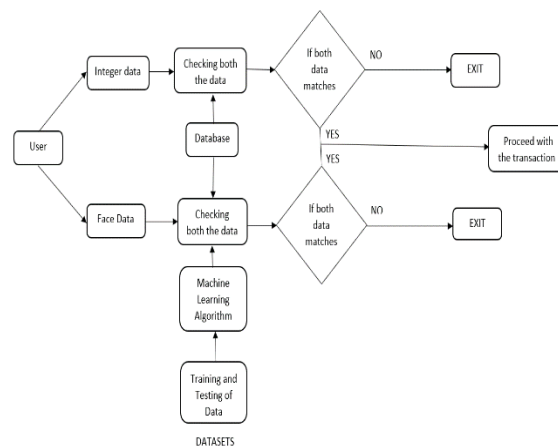 Integer data
Checking both
the data
If both
data
matches
NO
EXIT
User
Database
YES
YES
Proceed with
the transaction
Face Data
Checking
both the data
If both
data
matches
NO
EXIT
Machine
Learning
Algorithm
Training and
Testing of
Data
DATASETS